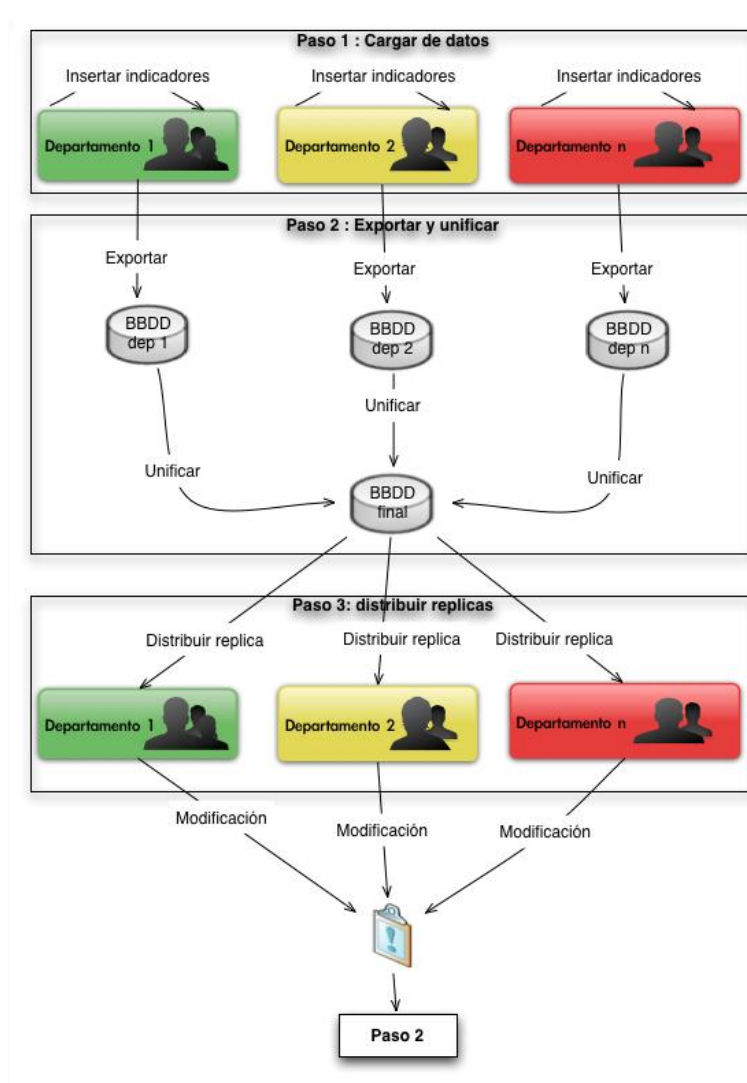 Paso 1 : Cargar de datos
Insertar indicadores
Insertar indicadores
Insertar indicadores
Departamento 1
Departamento 2
Departamento n
Paso 2 : Exportar y unificar
Exportar
Exportar
Exportar
BBDD
dep 1
BBDD
dep 2
BBDD
dep n
Unificar
Unificar
Unificar
BBDD
final
Paso 3: distribuir replicas
Distribuir replica
Distribuir replica
Distribuir replica
Departamento 1
Departamento 2
Departamento n
Modificación
Modificación
Modificación
Paso 2